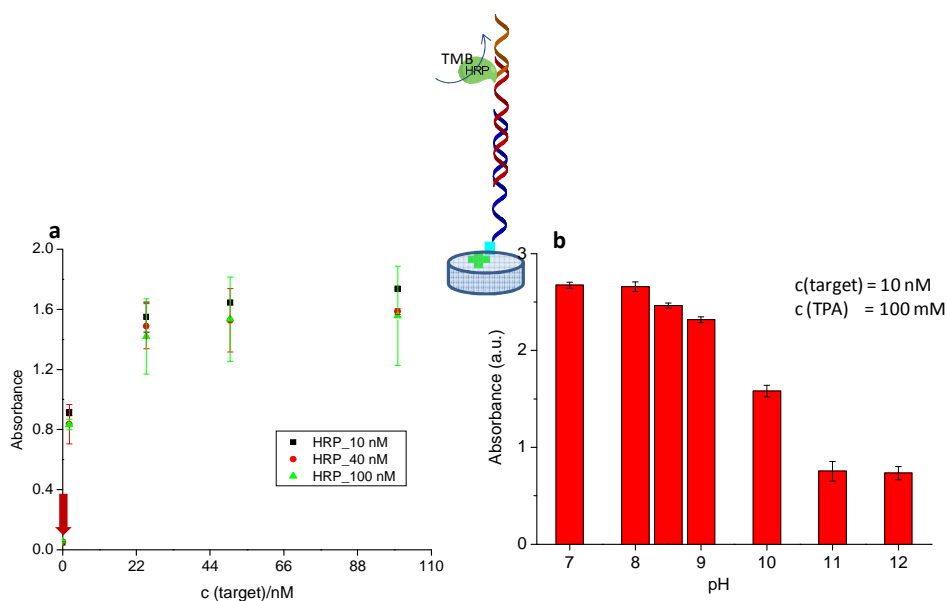 TMB
HRP
a
2.0
1.6
1.2
0.8
0.4
0.0
Absorbance
HRP_10 nM
HRP_40 nM
HRP_100 nM
0 22 44 66 88 110
c (target)/nM
b
c(target) = 10 nM
c (TPA) = 100 mM
3
2
1
0
Absorbance (a.u.)
7 8 9 10 11 12
pH